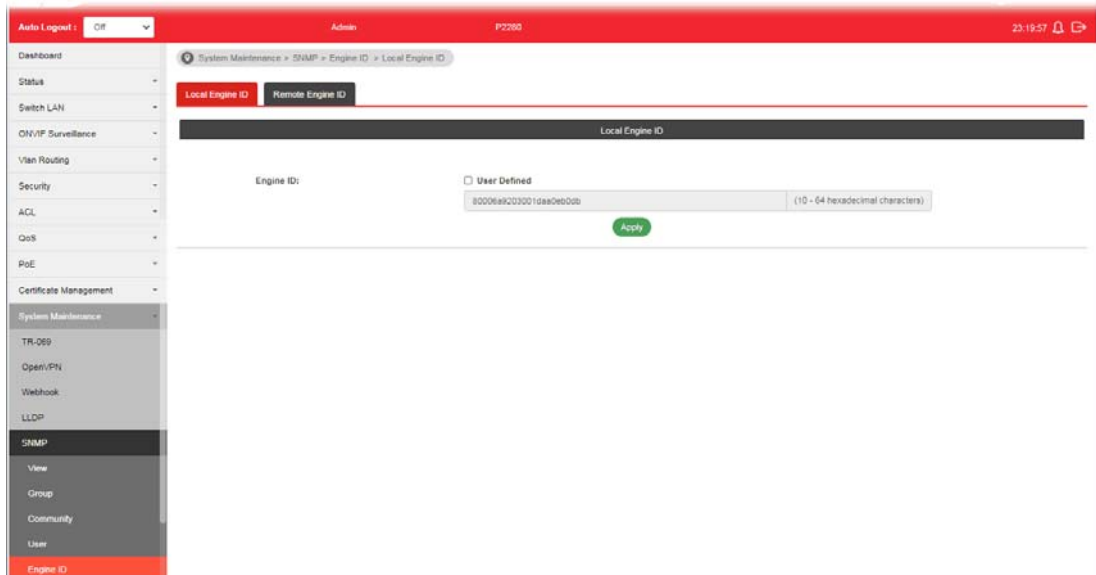 Auto Logout : Off Admin P2280 23:19:57
Dashboard
System Maintenance > SNMP > Engine ID > Local Engine ID
Status
Local Engine ID Remote Engine ID
Switch LAN
ONVIF Surveillance
Local Engine ID
Vlan Routing
Security
Engine ID: User Defined
80006a9203001daa0eb0db (10 - 64 hexadecimal characters)
ACL
QoS
Apply
PoE
Certificate Management
System Maintenance
TR-069
OpenVPN
Webhook
LLDP
SNMP
View
Group
Community
User
Engine ID